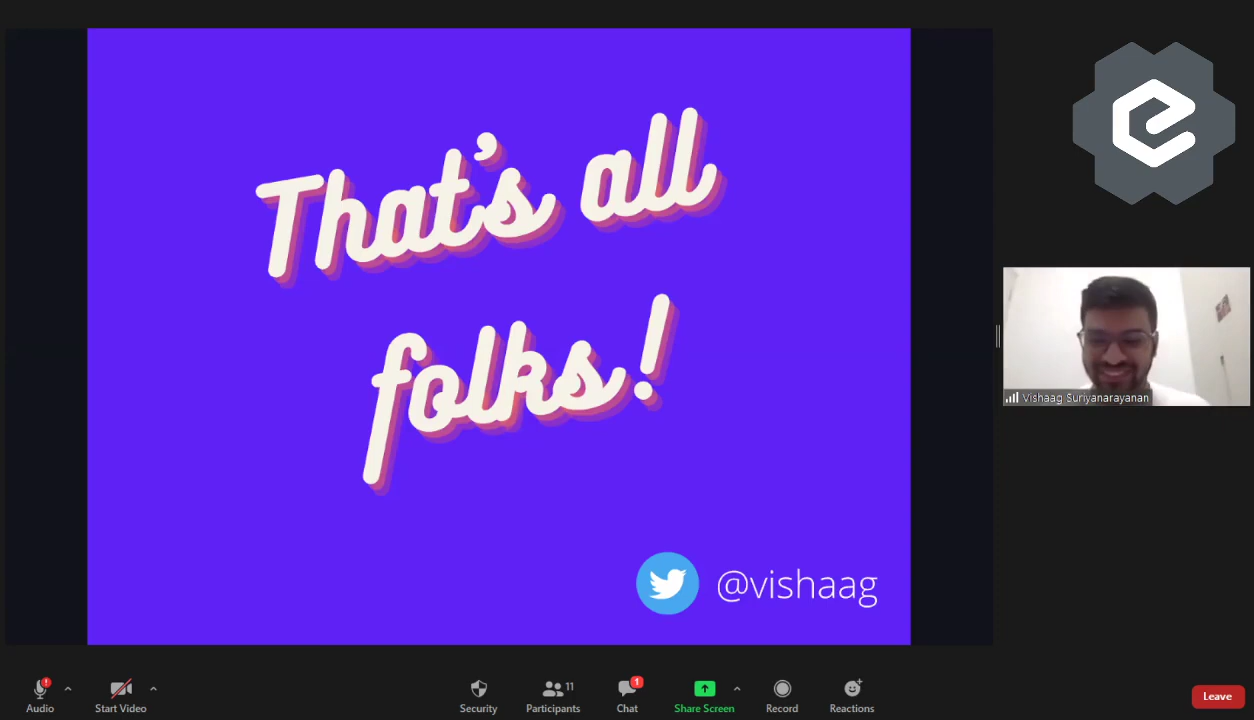 That's all
folks!
@vishaag
Vishaag Suriyanarayanan
Audio
Start Video
Security
11
Participants
1
Chat
Share Screen
Record
Reactions
Leave